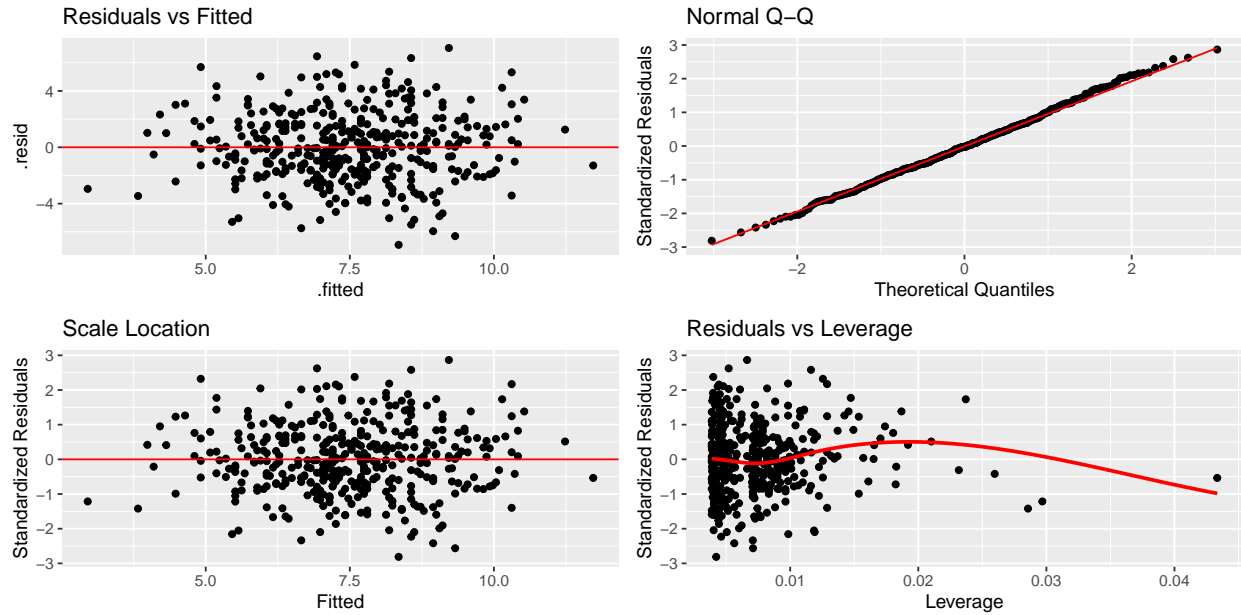 Residuals vs Fitted
.resid
4
0
−4
5.0 7.5 10.0
.fitted
Normal Q−Q
Standardized Residuals
3
2
1
0
−1
−2
−3
−2 0 2
Theoretical Quantiles
Scale Location
Standardized Residuals
3
2
1
0
−1
−2
−3
5.0 7.5 10.0
Fitted
Residuals vs Leverage
Standardized Residuals
3
2
1
0
−1
−2
−3
0.01 0.02 0.03 0.04
Leverage